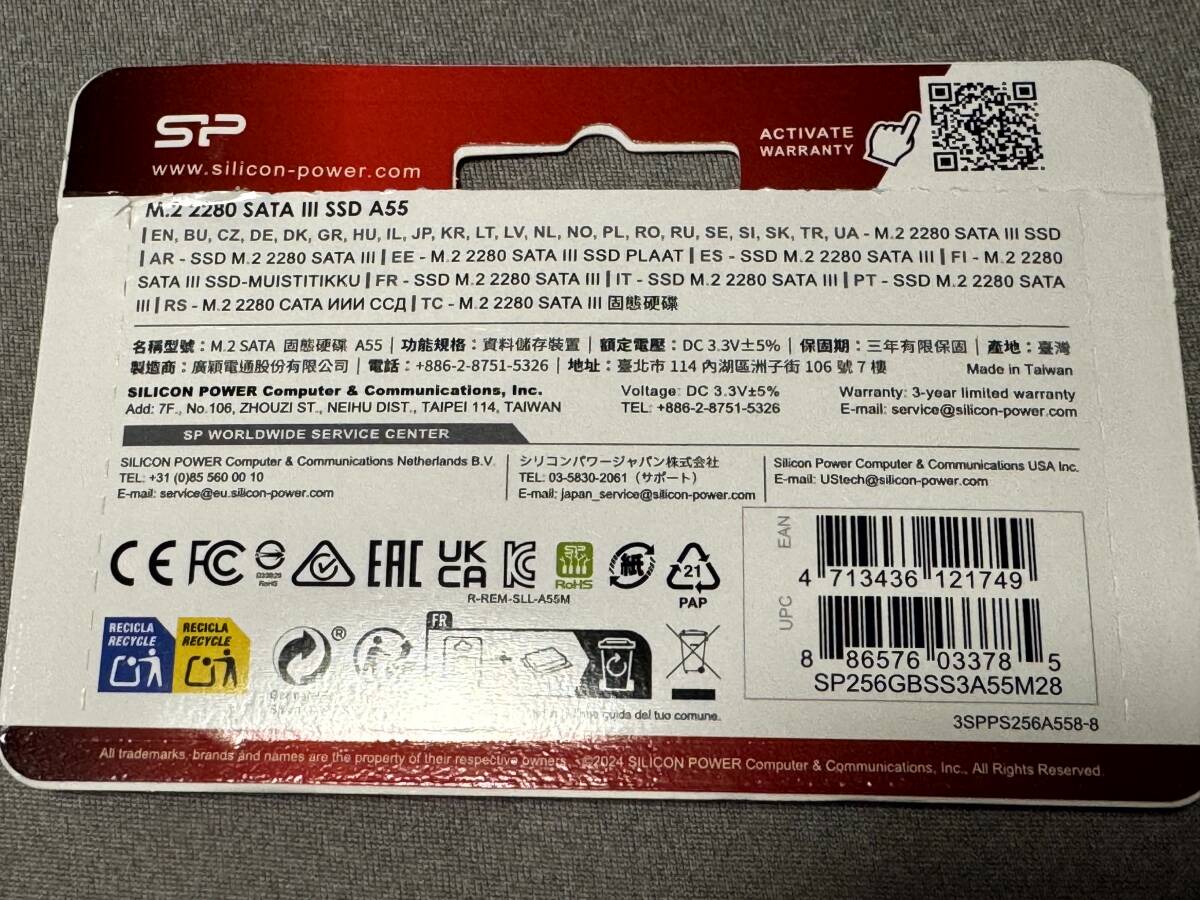 SP
www.silicon-power.com
ACTIVATE
WARRANTY
M.2 2280 SATA III SSD A55
| EN, BU, CZ, DE, DK, GR, HU, IL, JP, KR, LT, LV, NL, NO, PL, RO, RU, SE, SI, SK, TR, UA - M.2 2280 SATA III SSD
| AR - SSD M.2 2280 SATA III | EE - M.2 2280 SATA III SSD PLAAT | ES - SSD M.2 2280 SATA III | FI - M.2 2280
SATA III SSD-MUISTITIKKU | FR - SSD M.2 2280 SATA III | IT - SSD M.2 2280 SATA III | PT - SSD M.2 2280 SATA
III | RS - M.2 2280 САТА ИИИ ССД | TC - M.2 2280 SATA III 固態硬碟
名稱型號：M.2 SATA 固態硬碟 A55 | 功能規格：資料儲存裝置 | 額定電壓：DC 3.3V±5% | 保固期：三年有限保固 | 產地：臺灣
製造商：廣穎電通股份有限公司 | 電話：+886-2-8751-5326 | 地址：臺北市 114 內湖區洲子街 106 號 7 樓
Made in Taiwan
SILICON POWER Computer & Communications, Inc.
Voltage: DC 3.3V±5%
Warranty: 3-year limited warranty
Add: 7F., No.106, ZHOUZI ST., NEIHU DIST., TAIPEI 114, TAIWAN
TEL: +886-2-8751-5326
E-mail: service@silicon-power.com
SP WORLDWIDE SERVICE CENTER
SILICON POWER Computer & Communications Netherlands B.V.
TEL: +31 (0)85 560 00 10
E-mail: service@eu.silicon-power.com
シリコンパワージャパン株式会社
TEL: 03-5830-2061（サポート）
E-mail: japan_service@silicon-power.com
Silicon Power Computer & Communications USA Inc.
E-mail: UStech@silicon-power.com
CE FC
RoHS
EAC
UK
CA
R-REM-SLL-A55M
SP
RoHS
紙
21
PAP
EAN
4 713436 121749
UPC
8 86576 03378 5
SP256GBSS3A55M28
RECICLA
RECYCLE
RECICLA
RECYCLE
®
FR
+
guida del tuo comune.
3SPPS256A558-8
All trademarks, brands and names are the property of their respective owners. ©2024 SILICON POWER Computer & Communications, Inc., All Rights Reserved.